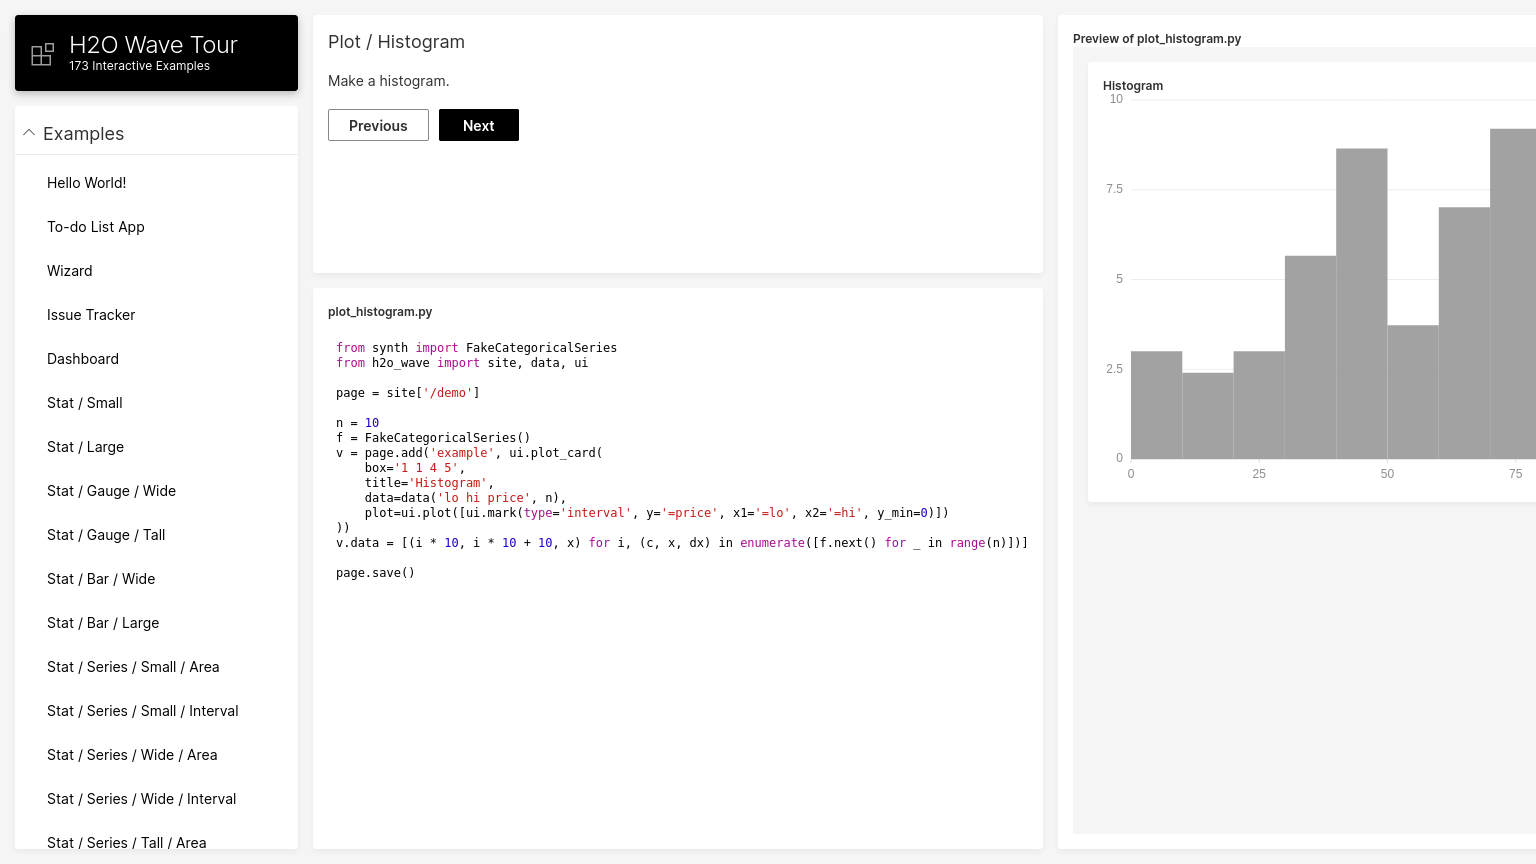 H2O Wave Tour
173 Interactive Examples
Examples
Hello World!
To-do List App
Wizard
Issue Tracker
Dashboard
Stat / Small
Stat / Large
Stat / Gauge / Wide
Stat / Gauge / Tall
Stat / Bar / Wide
Stat / Bar / Large
Stat / Series / Small / Area
Stat / Series / Small / Interval
Stat / Series / Wide / Area
Stat / Series / Wide / Interval
Stat / Series / Tall / Area
Plot / Histogram
Make a histogram.
Previous
Next
plot_histogram.py
from synth import FakeCategoricalSeries
from h2o_wave import site, data, ui
page = site['/demo']
n = 10
f = FakeCategoricalSeries()
v = page.add('example', ui.plot_card(
    box='1 1 4 5',
    title='Histogram',
    data=data('lo hi price', n),
    plot=ui.plot([ui.mark(type='interval', y='=price', x1='=lo', x2='=hi', y_min=0)])
))
v.data = [(i * 10, i * 10 + 10, x) for i, (c, x, dx) in enumerate([f.next() for _ in range(n)])]
page.save()
Preview of plot_histogram.py
Histogram
10
7.5
5
2.5
0
0
25
50
75